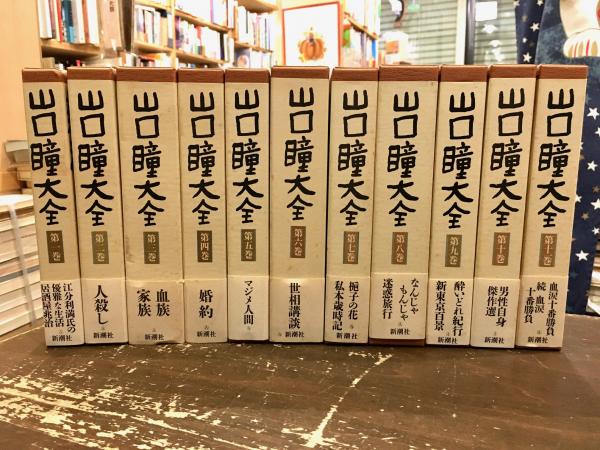 山口瞳大全
第一巻
江分利満氏の
優雅な生活
居酒屋兆治
新潮社
山口瞳大全
第二巻
人殺し
新潮社
山口瞳大全
第三巻
血族
家族
新潮社
山口瞳大全
第四巻
婚約
新潮社
山口瞳大全
第五巻
マジメ人間
新潮社
山口瞳大全
第六巻
世相講談
新潮社
山口瞳大全
第七巻
梔子の花
私本歳時記
新潮社
山口瞳大全
第八巻
なんじゃ
もんじゃ
迷惑旅行
新潮社
山口瞳大全
第九巻
酔いどれ紀行
新東京百景
新潮社
山口瞳大全
第十巻
男性自身
傑作選
新潮社
山口瞳大全
第十一巻
血涙十番勝負
続 血涙
十番勝負
新潮社